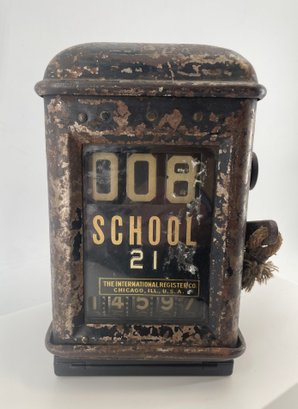 008
SCHOOL
21
THE INTERNATIONAL REGISTER CO.
CHICAGO, ILL., U.S.A.
14597